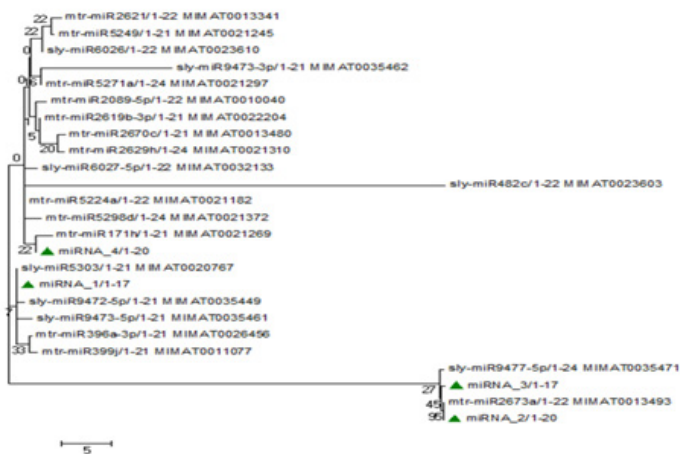 mtr-miR2621/1-22 MIMAT0013341
22
mtr-miR5249/1-21 MIMAT0021245
22
sly-miR6026/1-22 MIMAT0023610
0
sly-miR9473-3p/1-21 MIMAT0035462
0
mtr-miR5271a/1-24 MIMAT0021297
mtr-miR2089-5p/1-22 MIMAT0010040
mtr-miR2619b-3p/1-21 MIMAT0022204
5
mtr-miR2670c/1-21 MIMAT0013480
20
mtr-miR2629h/1-24 MIMAT0021310
0
sly-miR6027-5p/1-22 MIMAT0032133
sly-miR482c/1-22 MIMAT0023603
mtr-miR5224a/1-22 MIMAT0021182
mtr-miR5298d/1-24 MIMAT0021372
mtr-miR171h/1-21 MIMAT0021269
22
miRNA_4/1-20
sly-miR5303/1-21 MIMAT0020767
miRNA_1/1-17
sly-miR9472-5p/1-21 MIMAT0035449
sly-miR9473-5p/1-21 MIMAT0035461
mtr-miR396a-3p/1-21 MIMAT0026456
33
mtr-miR399j/1-21 MIMAT0011077
sly-miR9477-5p/1-24 MIMAT0035471
27
miRNA_3/1-17
45
mtr-miR2673a/1-22 MIMAT0013493
95
miRNA_2/1-20
5